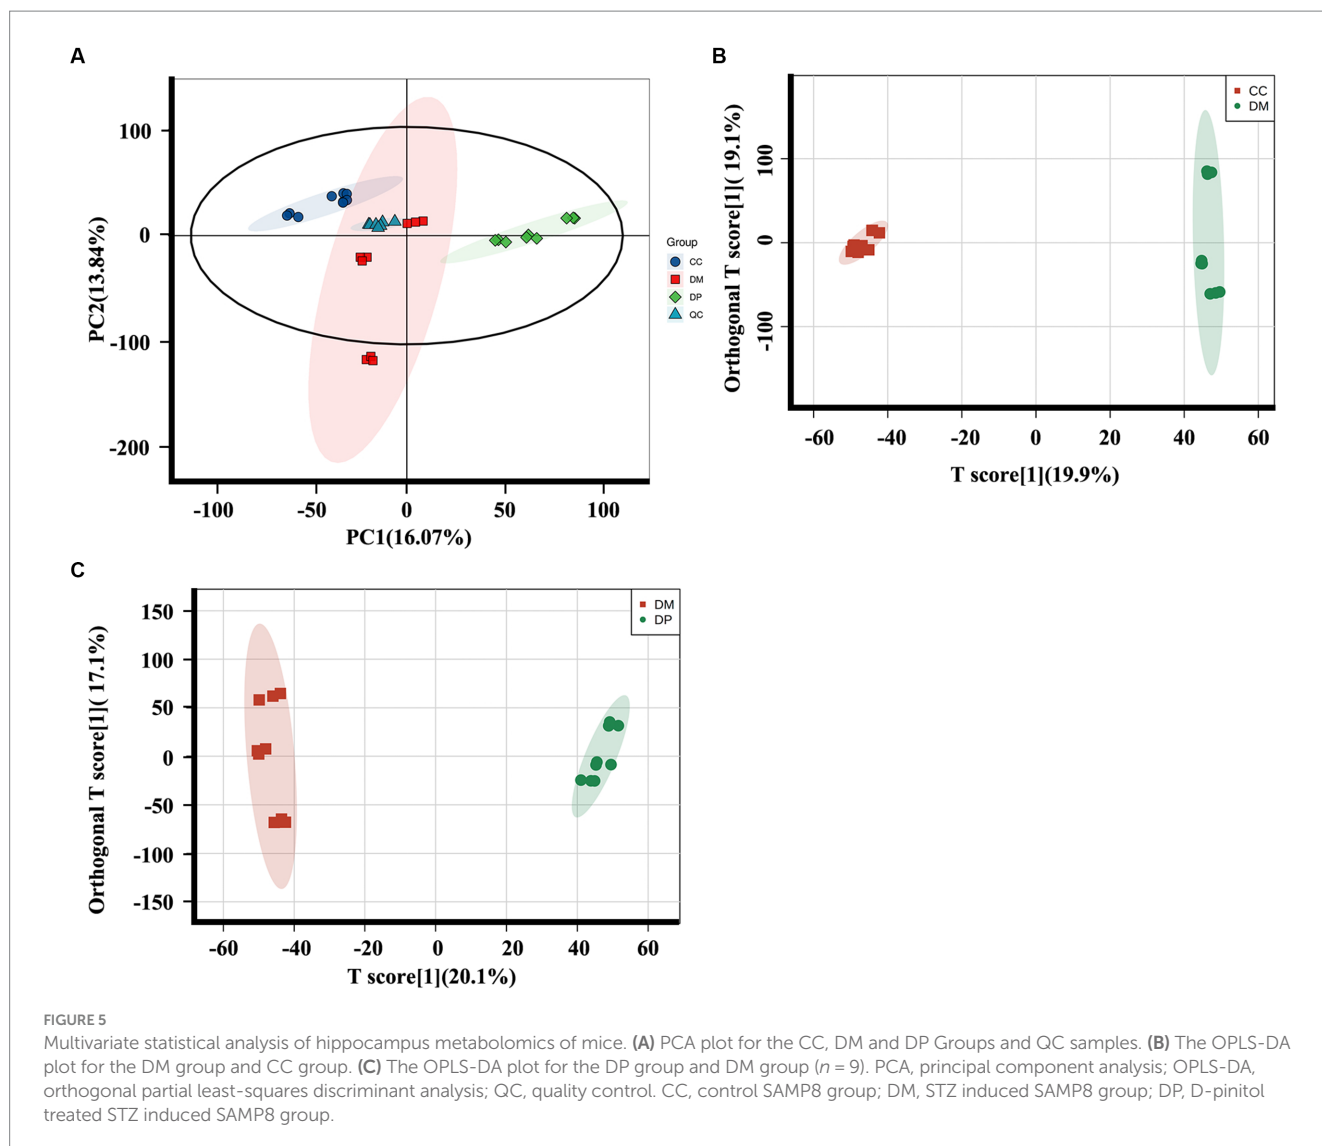 A
100
0
-100
-200
PC2(13.84%)
-100
-50
0
50
100
PC1(16.07%)
Group
CC
DM
DP
QC
B
CC
DM
100
0
-100
Orthogonal T score[1]( 19.1%)
-60
-40
-20
0
20
40
60
T score[1](19.9%)
C
DM
DP
150
100
50
0
-50
-100
-150
Orthogonal T score[1]( 17.1%)
-60
-40
-20
0
20
40
60
T score[1](20.1%)
FIGURE 5
Multivariate statistical analysis of hippocampus metabolomics of mice. (A) PCA plot for the CC, DM and DP Groups and QC samples. (B) The OPLS-DA
plot for the DM group and CC group. (C) The OPLS-DA plot for the DP group and DM group (n = 9). PCA, principal component analysis; OPLS-DA,
orthogonal partial least-squares discriminant analysis; QC, quality control. CC, control SAMP8 group; DM, STZ induced SAMP8 group; DP, D-pinitol
treated STZ induced SAMP8 group.